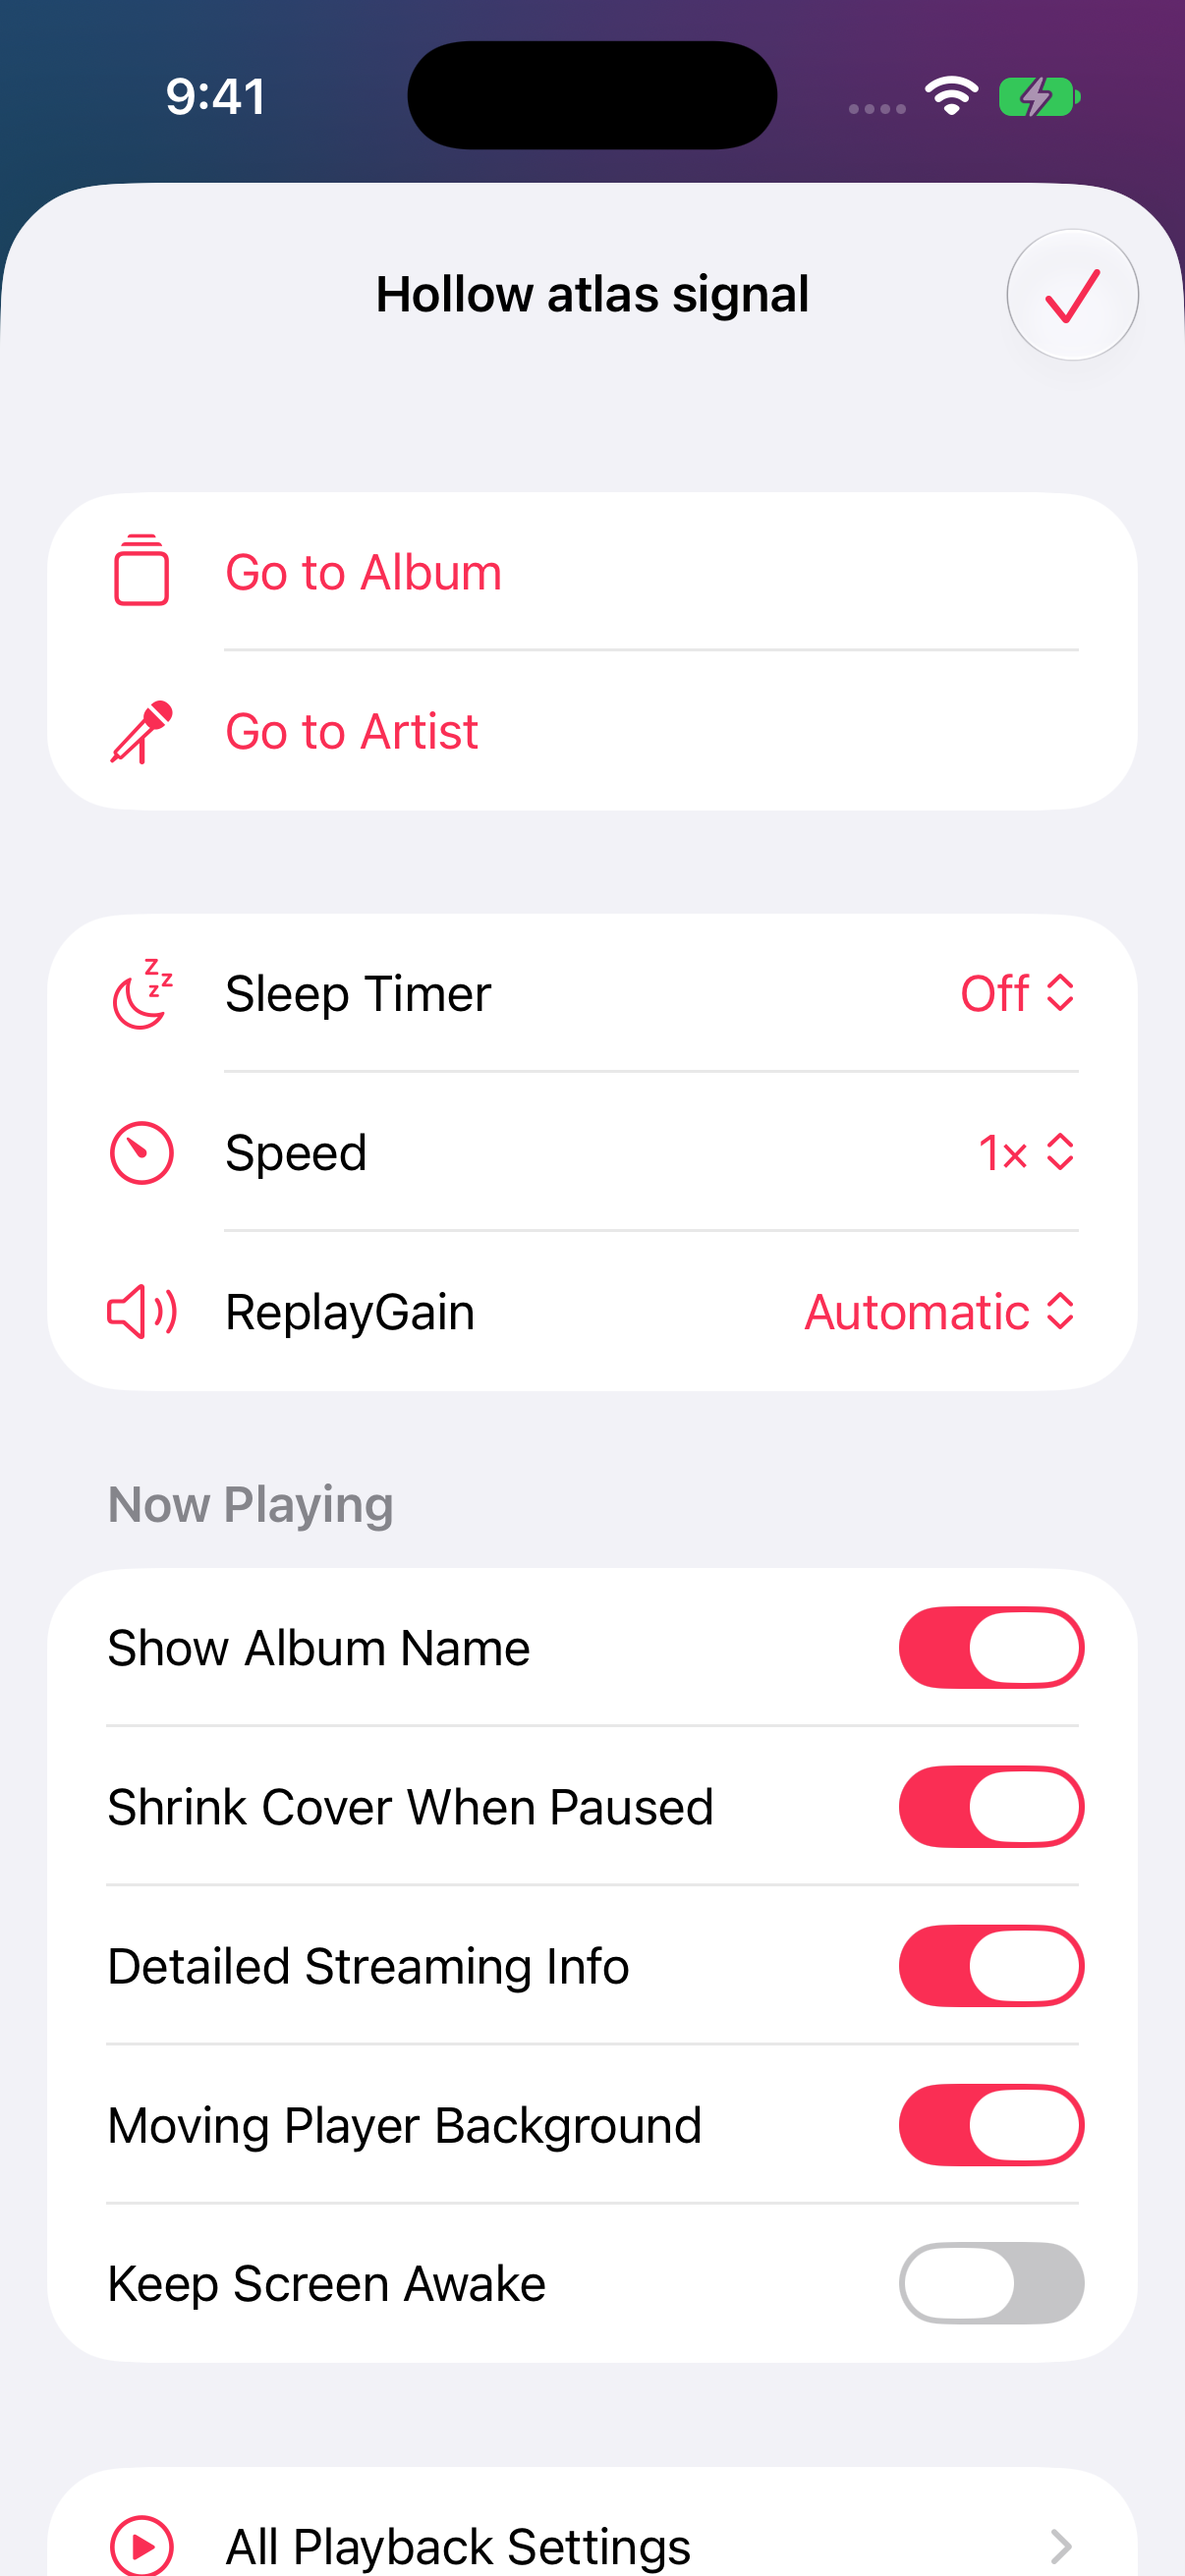 9:41
Hollow atlas signal
Go to Album
Go to Artist
Sleep Timer Off
Speed 1×
ReplayGain Automatic
Now Playing
Show Album Name
Shrink Cover When Paused
Detailed Streaming Info
Moving Player Background
Keep Screen Awake
All Playback Settings